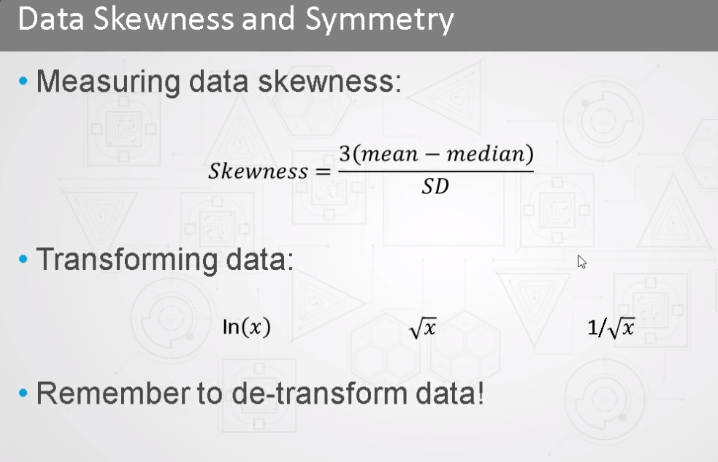 Data Skewness and Symmetry
• Measuring data skewness:
Skewness = 3(mean − median) / SD
• Transforming data:
ln(x) √x 1/√x
• Remember to de-transform data!